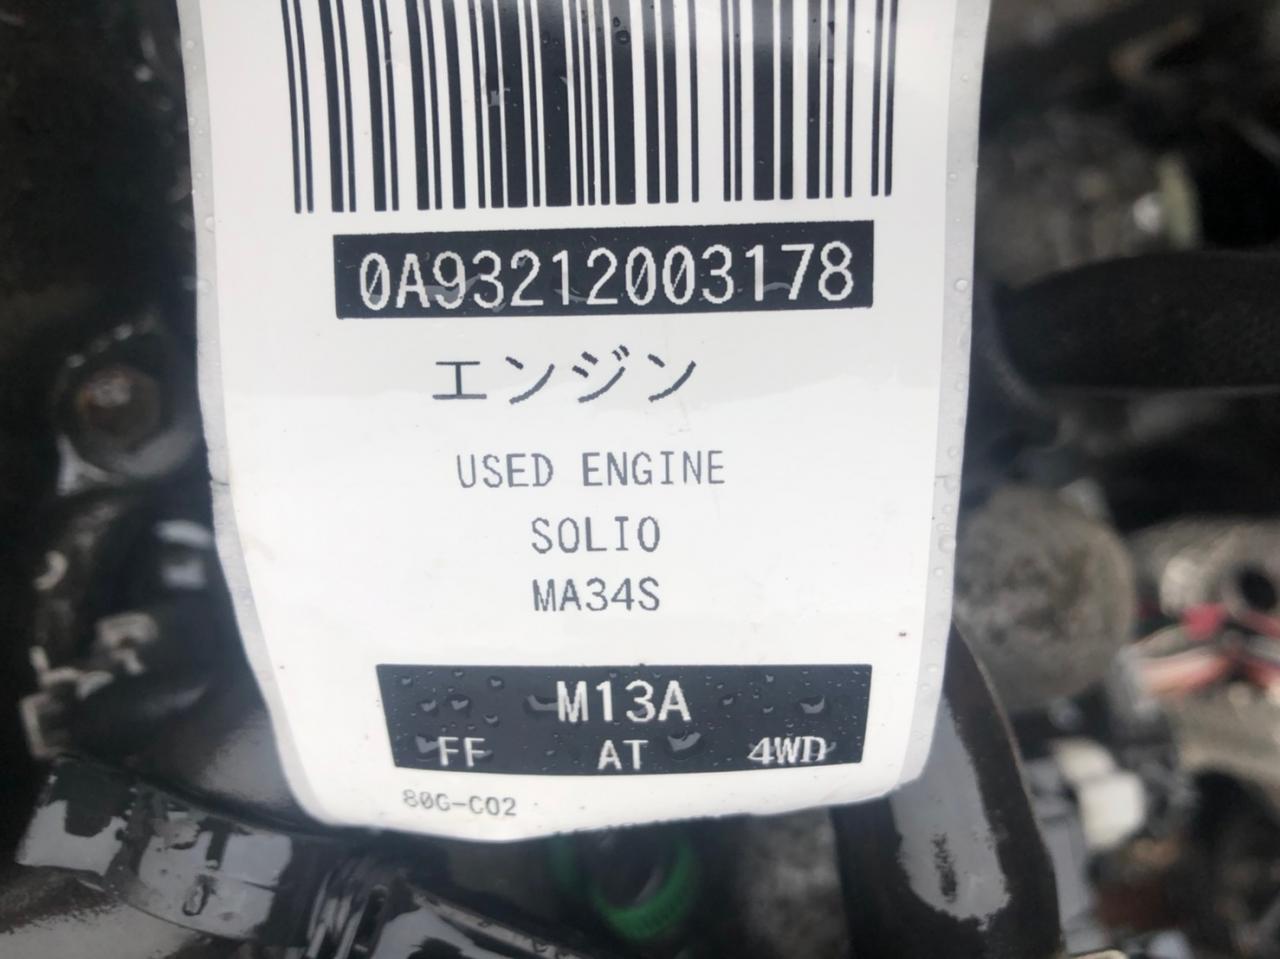 0A93212003178
エンジン
USED ENGINE
SOLIO
MA34S
M13A
FF AT 4WD
80G-C02